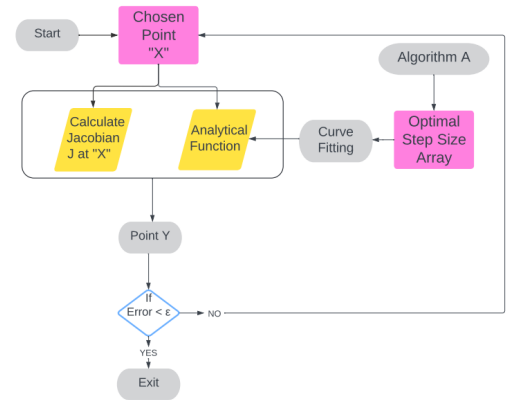 Start
Chosen
Point
"X"
Algorithm A
Calculate
Jacobian
J at "X"
Analytical
Function
Curve
Fitting
Optimal
Step Size
Array
Point Y
If
Error < ε
NO
YES
Exit